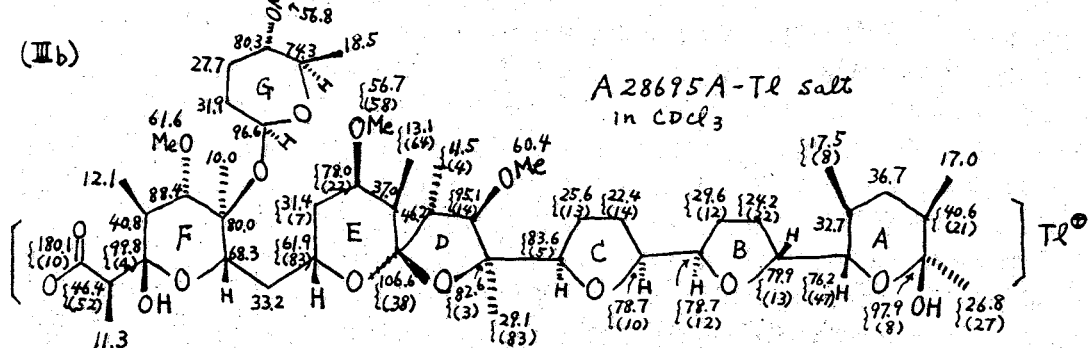 (IIIb)
A28695A-Tl salt
in CDCl3
56.8
80.3
74.3
18.5
27.7
G
31.9
O
H
96.6
H
O
61.6
MeO
10.0
12.1
88.4
40.8
80.0
F
68.3
{180.1
(10)
O
O
{99.8
(4)
{46.4
(52)
OH
O
H
11.3
33.2
{56.7
(58)
OMe
{78.0
(22)
{13.1
(64)
37.0
{31.4
(7)
E
{61.9
(83)
H
O
{106.6
(38)
46.2
{11.5
(4)
60.4
OMe
{95.1
(14)
D
O
{82.6
(3)
{29.1
(83)
{25.6
(13)
{22.4
(14)
{83.6
(5)
C
H
O
H
{78.7
(10)
{29.6
(12)
{24.2
(22)
B
H
O
H
{78.7
(12)
{79.9
(13)
{17.5
(8)
36.7
17.0
32.7
A
{40.6
(21)
{76.2
(47)
H
O
OH
{97.9
(8)
{26.8
(27)
Tl⊕